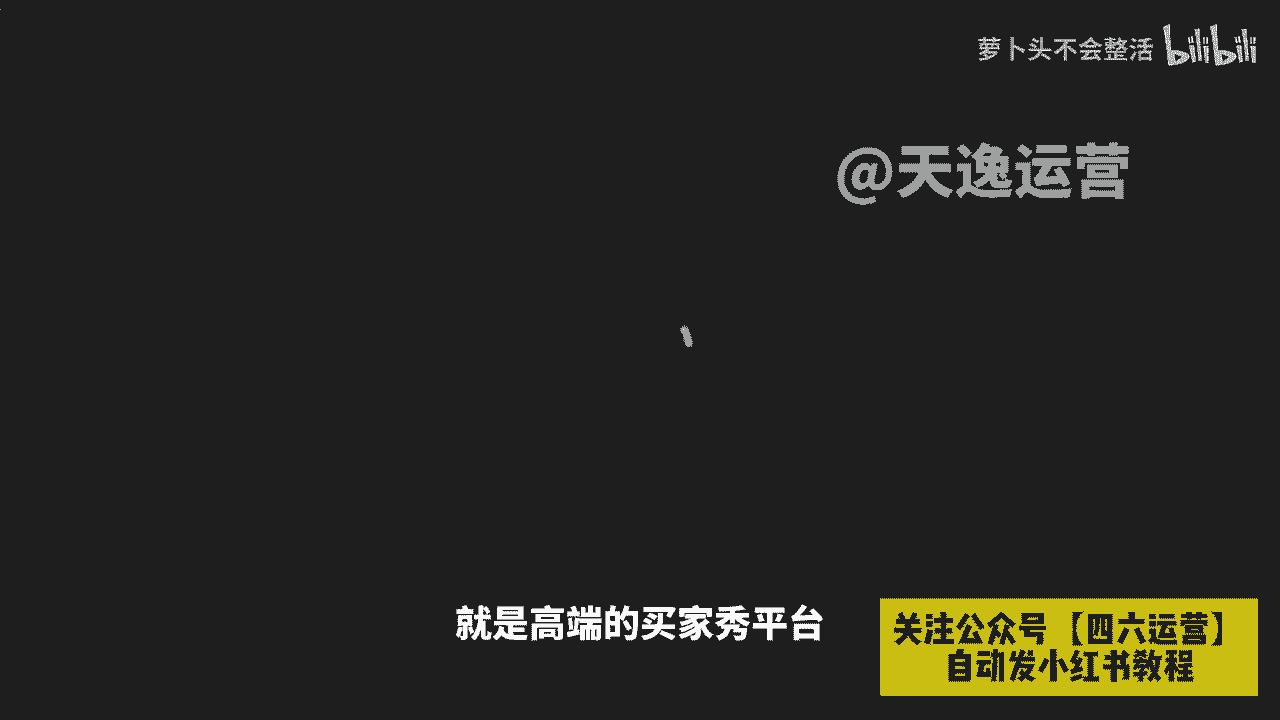 萝卜头不会整活 bilibili
@天逸运营
就是高端的买家秀平台
关注公众号【四六运营】
自动发小红书教程